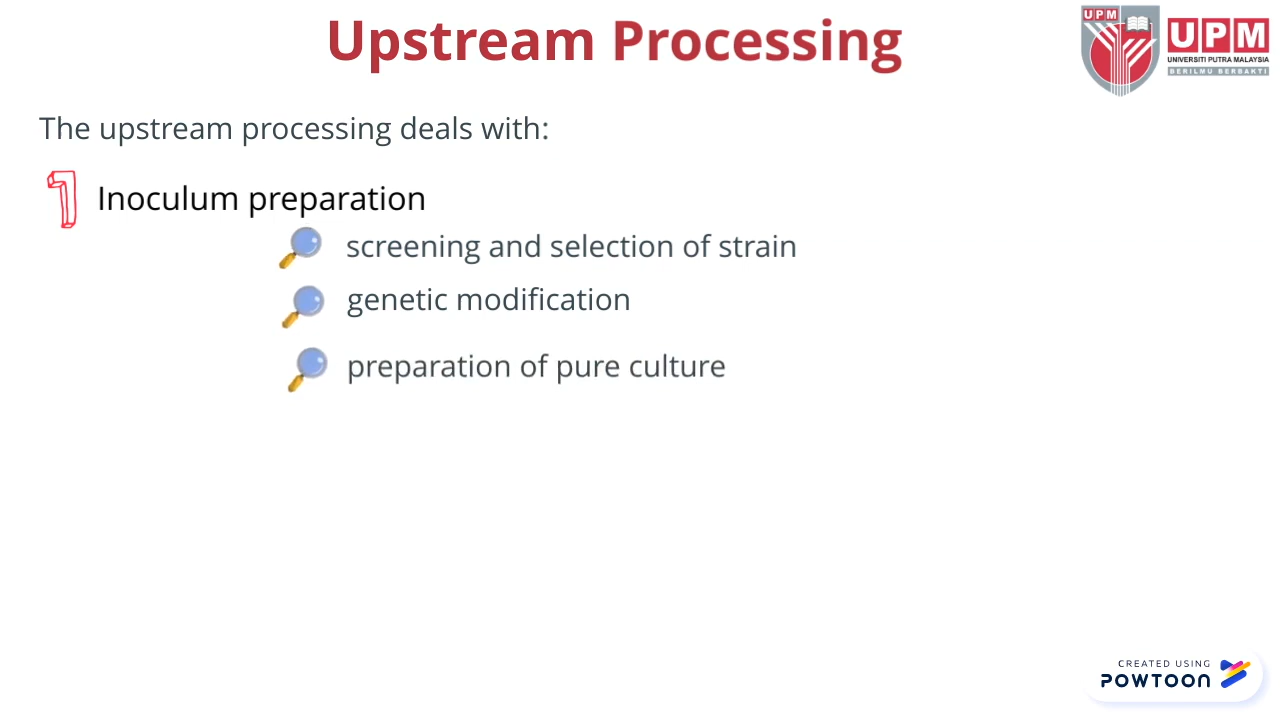 Upstream Processing
UPM
UPM
UNIVERSITI PUTRA MALAYSIA
BERILMU BERBAKTI
The upstream processing deals with:
1 Inoculum preparation
screening and selection of strain
genetic modification
preparation of pure culture
CREATED USING
POWTOON